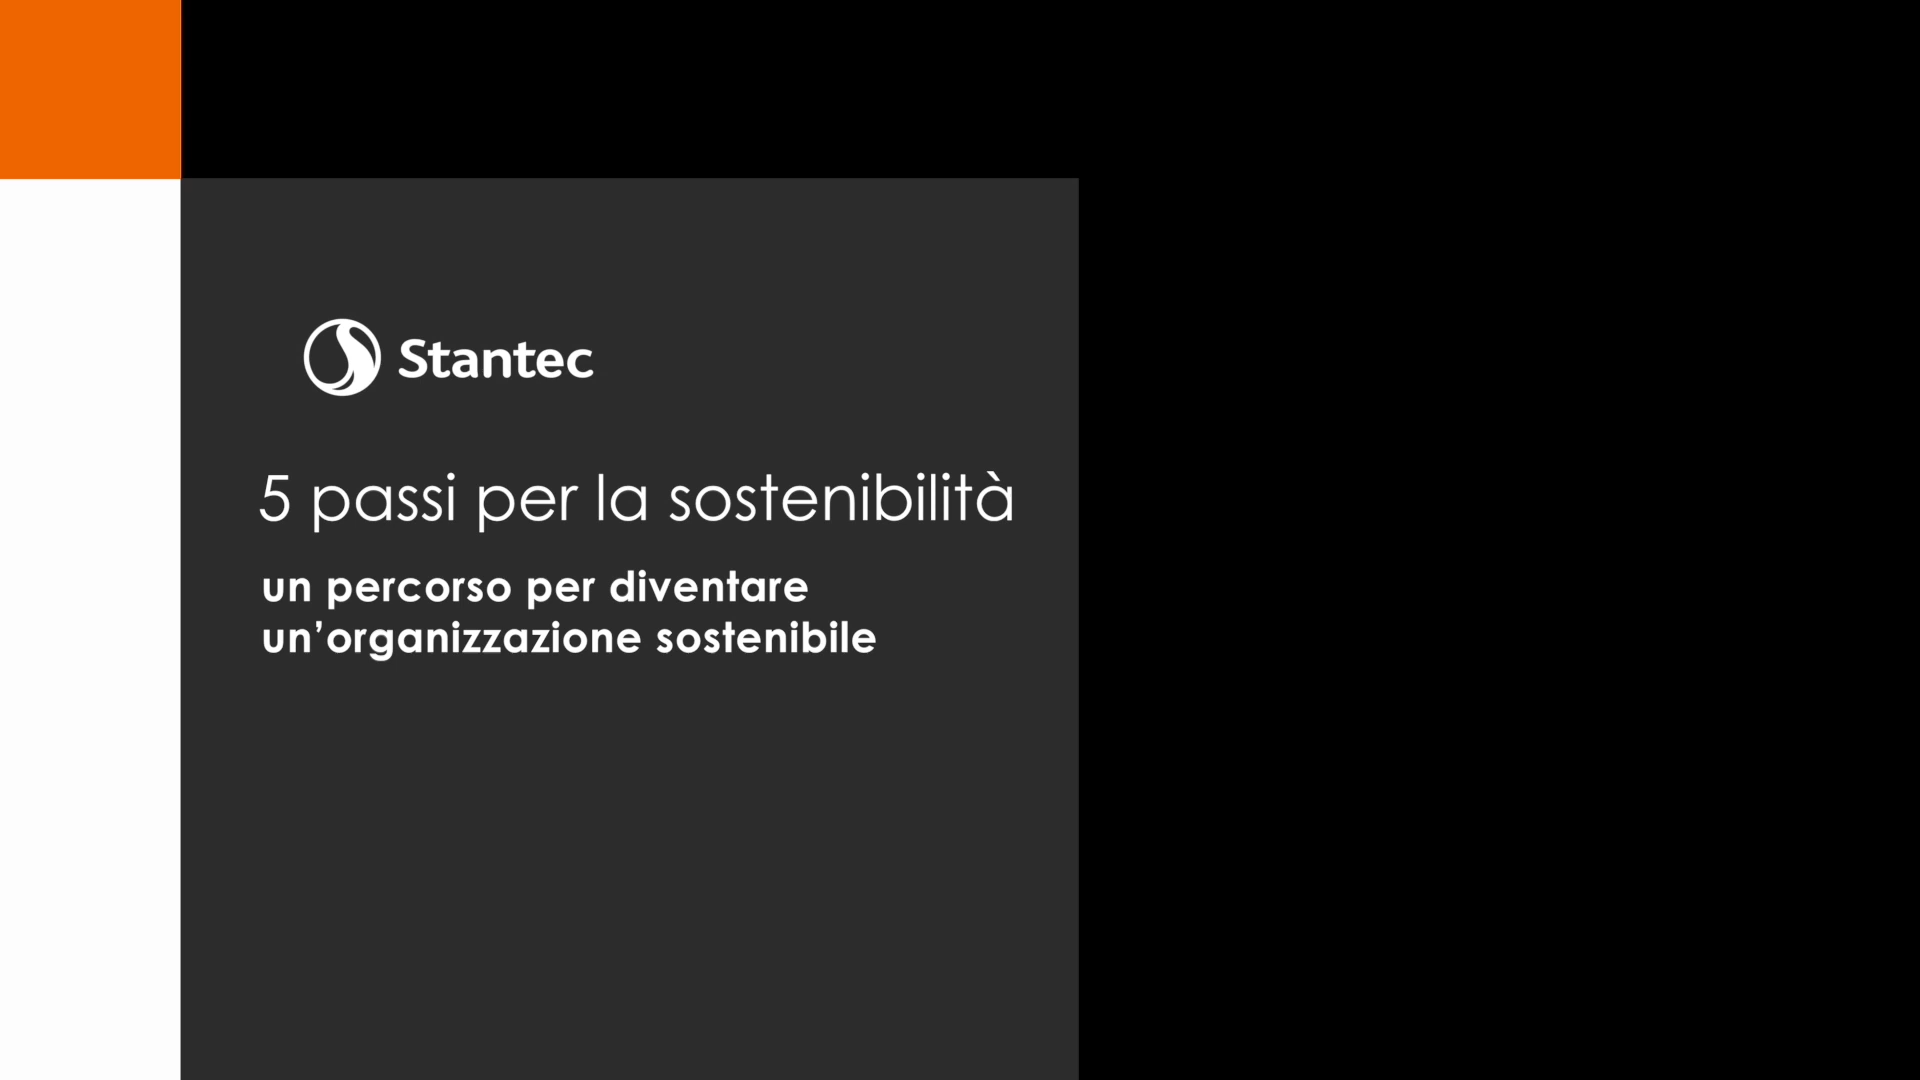 Stantec
5 passi per la sostenibilità
un percorso per diventare
un’organizzazione sostenibile